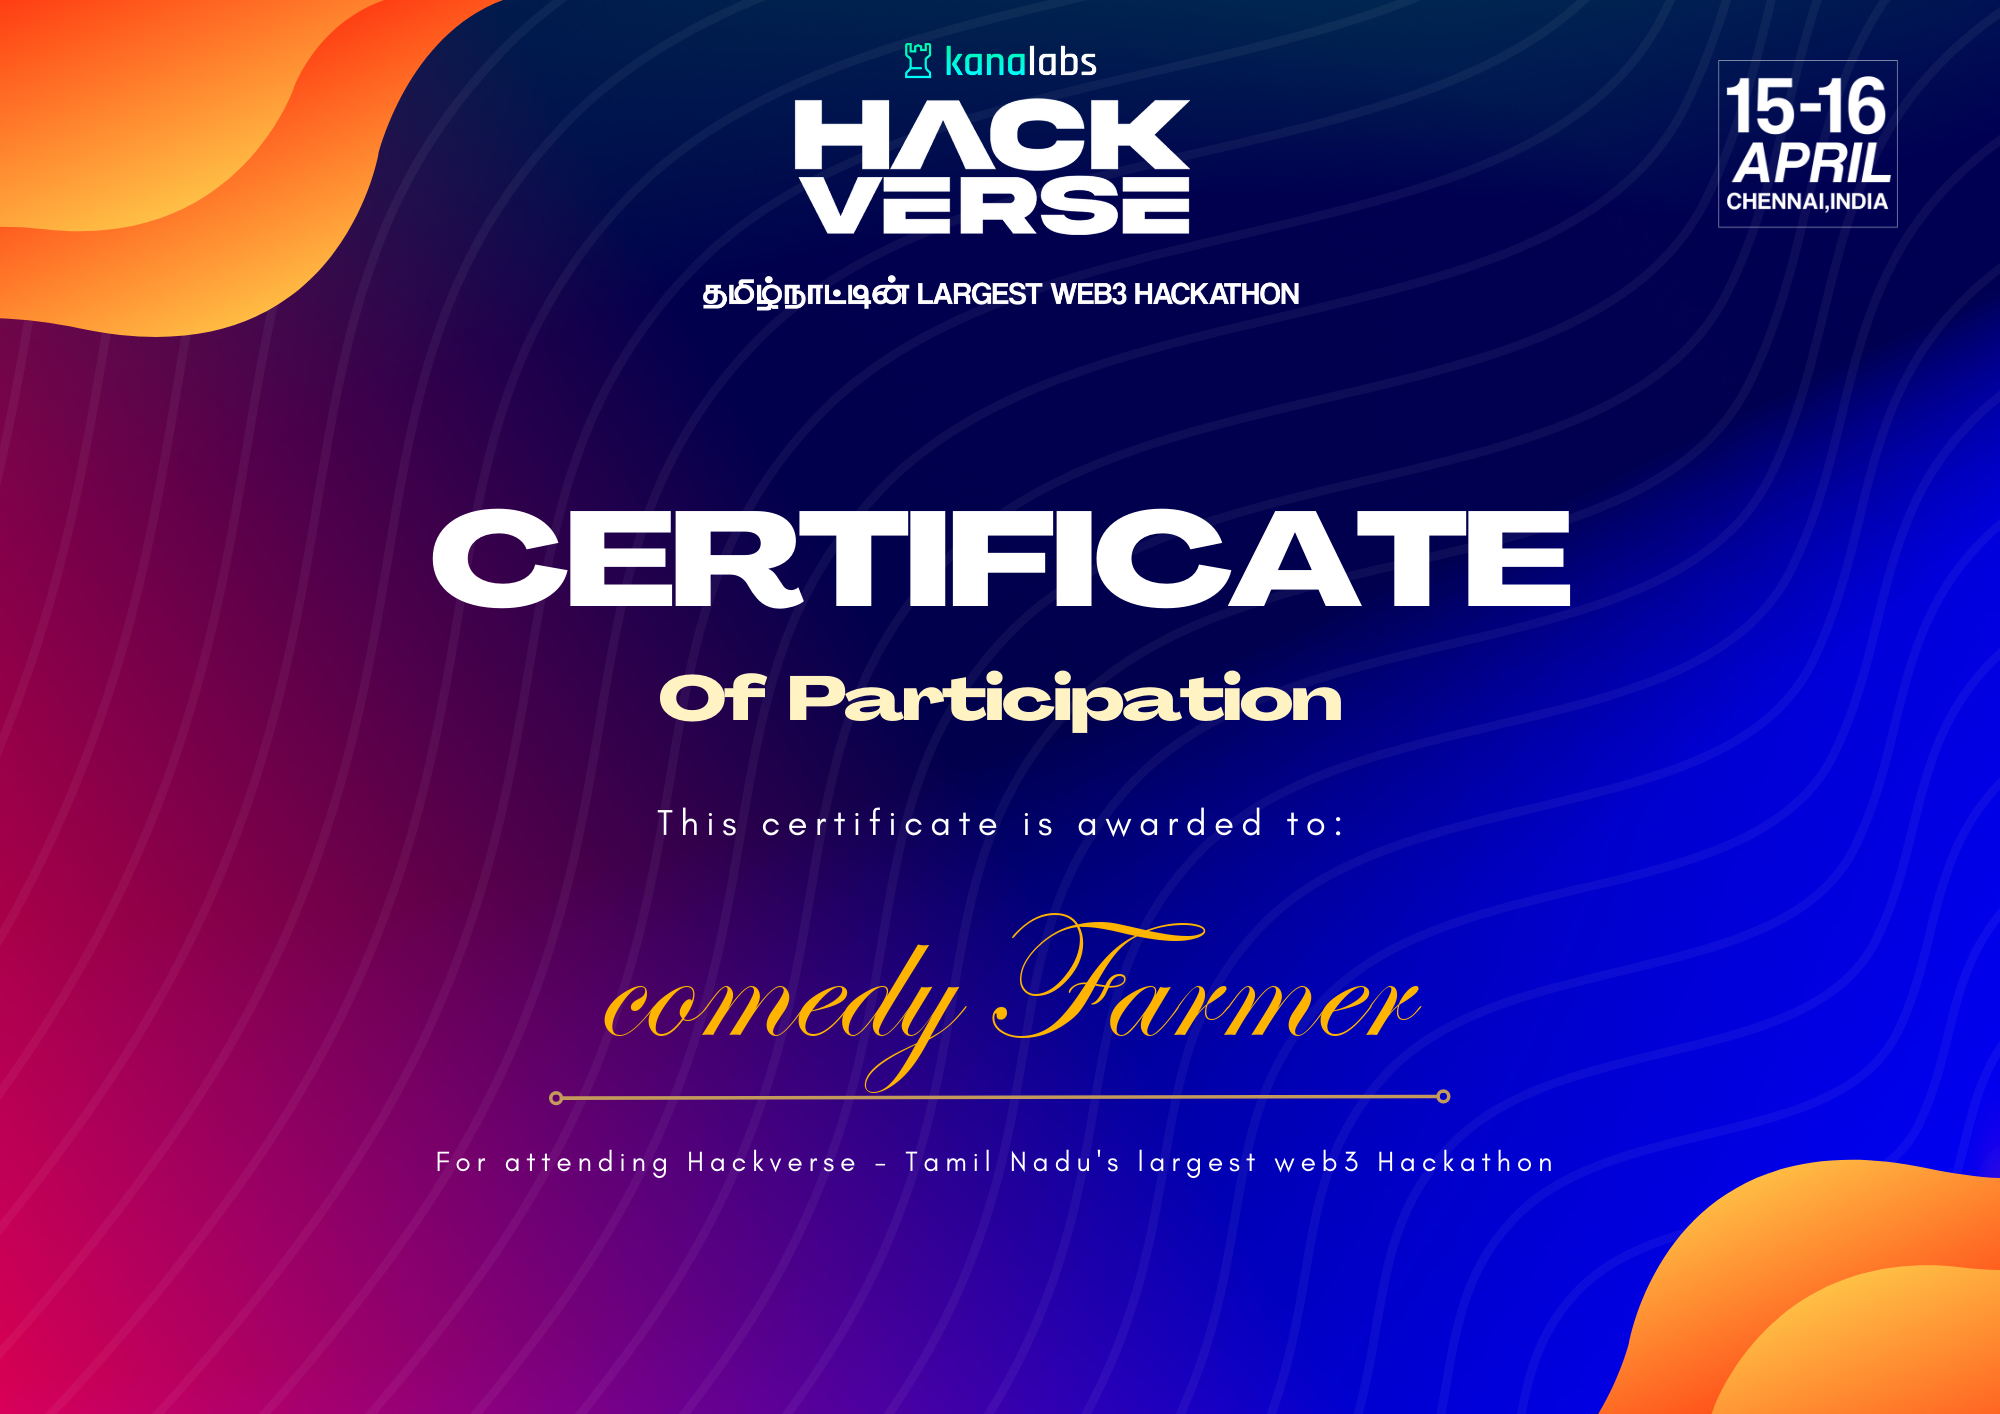 kanalabs
HACK
VERSE
தமிழ்நாட்டின் LARGEST WEB3 HACKATHON
15-16
APRIL
CHENNAI,INDIA
CERTIFICATE
Of Participation
This certificate is awarded to:
comedy Farmer
For attending Hackverse - Tamil Nadu's largest web3 Hackathon